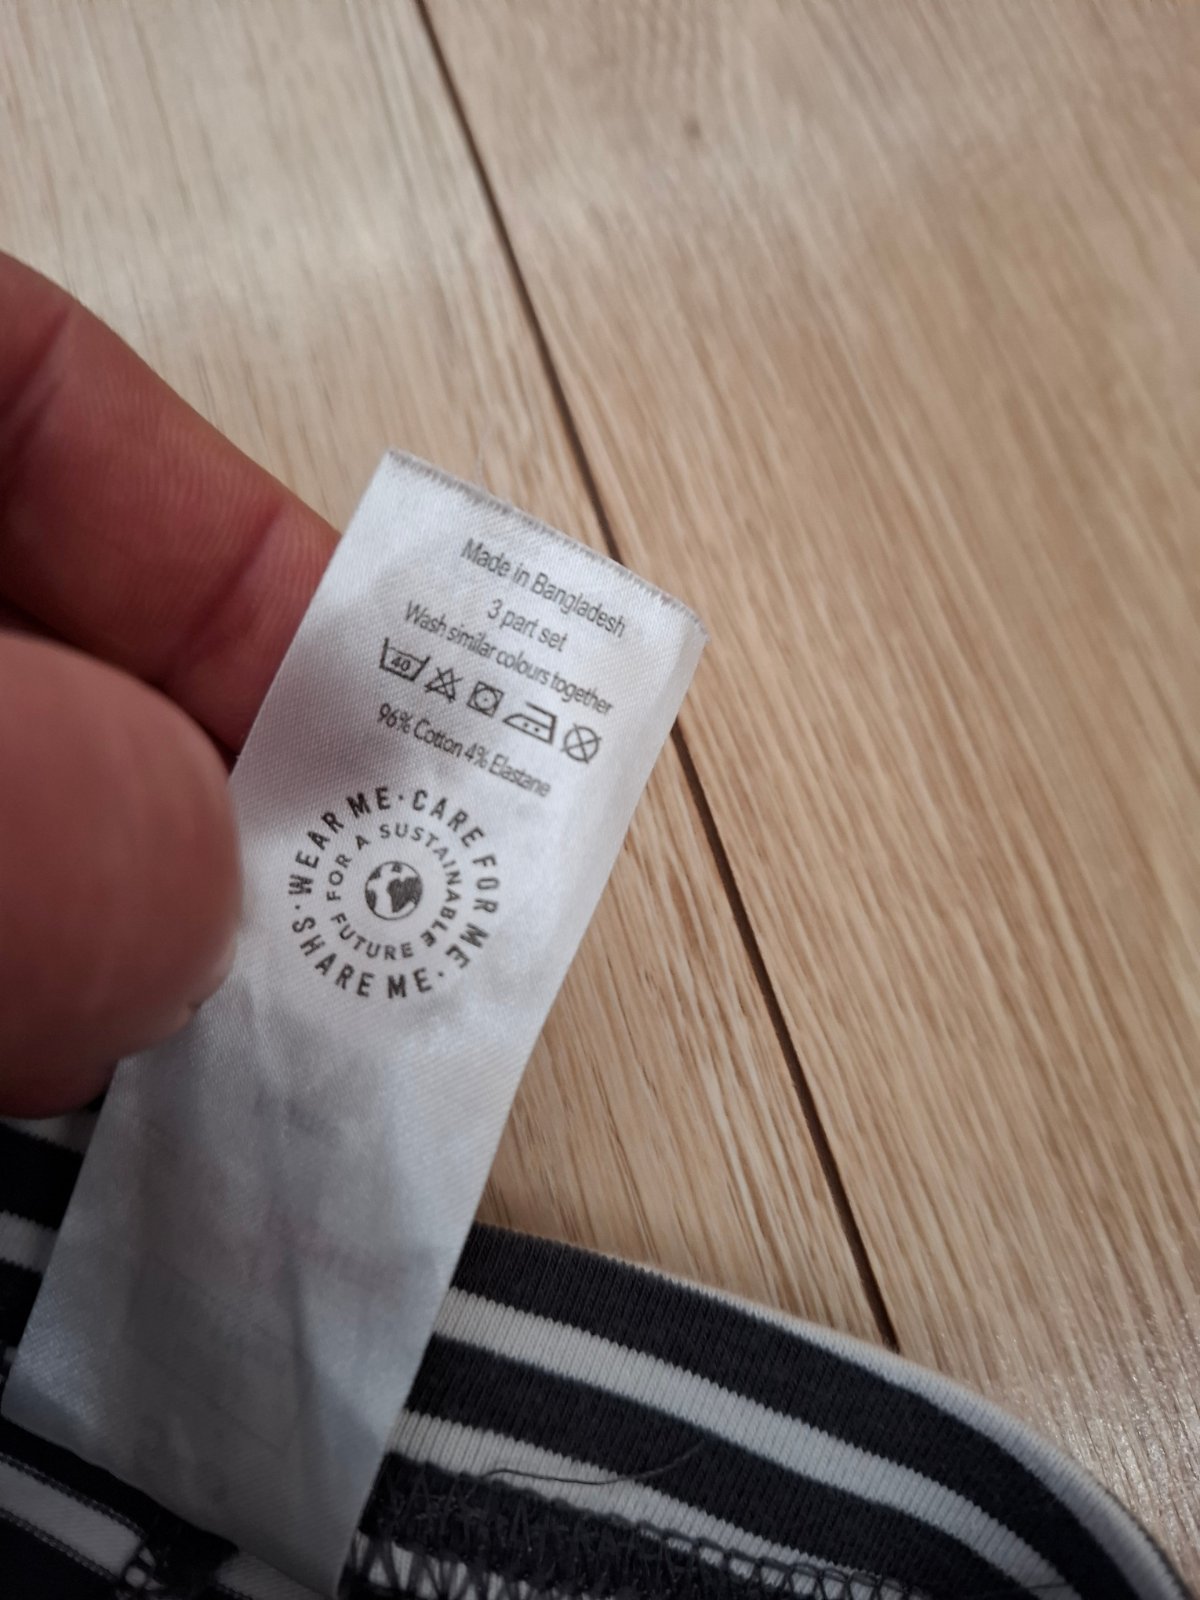 Made in Bangladesh
3 part set
Wash similar colours together
40
96% Cotton 4% Elastane
WEAR ME · CARE FOR ME · SHARE ME ·
FOR A SUSTAINABLE FUTURE